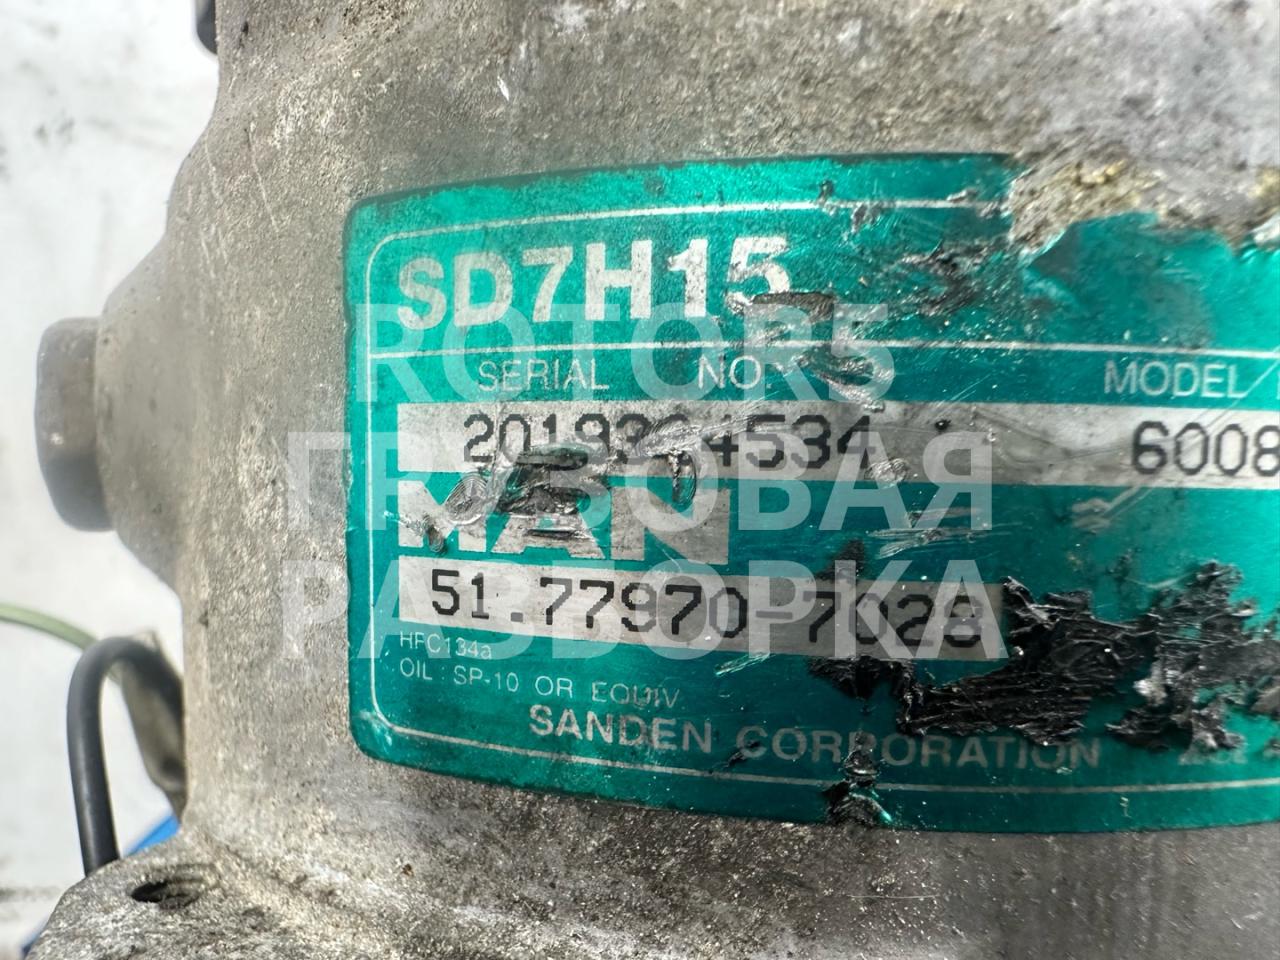 SD7H15
SERIAL NO.
MODEL
6008
MAN
51.77970-7028
HFC134a
OIL : SP-10 OR EQUIV
SANDEN CORPORATION
ROTOR5
ГРУЗОВАЯ
РАЗБОРКА